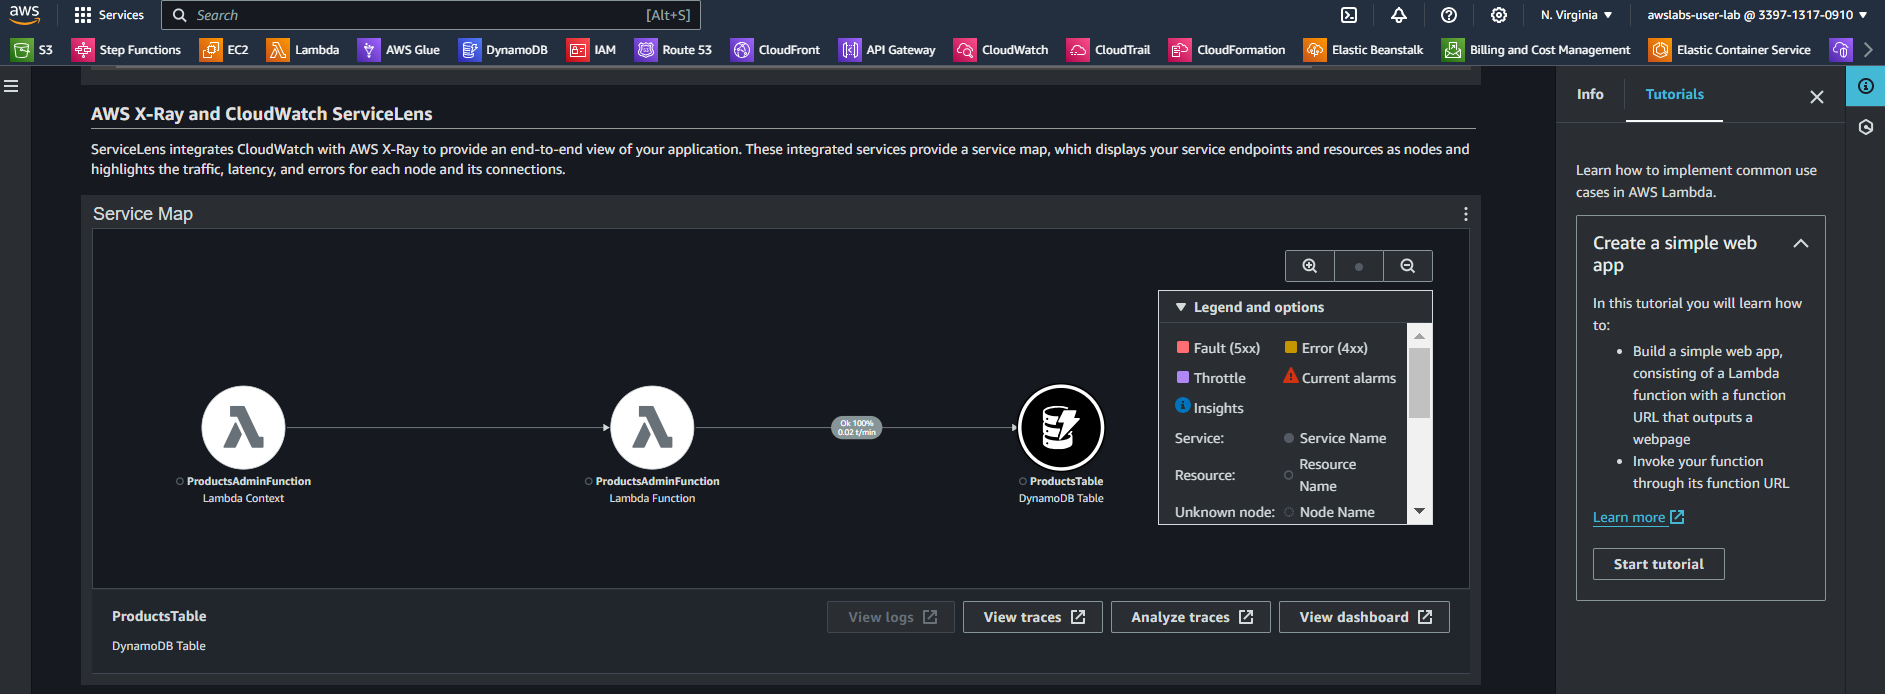 aws
Services
Search
[Alt+S]
N. Virginia
awslabs-user-lab @ 3397-1317-0910
S3
Step Functions
EC2
Lambda
AWS Glue
DynamoDB
IAM
Route 53
CloudFront
API Gateway
CloudWatch
CloudTrail
CloudFormation
Elastic Beanstalk
Billing and Cost Management
Elastic Container Service
AWS X-Ray and CloudWatch ServiceLens
ServiceLens integrates CloudWatch with AWS X-Ray to provide an end-to-end view of your application. These integrated services provide a service map, which displays your service endpoints and resources as nodes and
highlights the traffic, latency, and errors for each node and its connections.
Service Map
Legend and options
Fault (5xx)
Error (4xx)
Throttle
Current alarms
Insights
Service:
Service Name
Resource:
Resource
Name
Unknown node:
Node Name
ProductsAdminFunction
Lambda Context
ProductsAdminFunction
Lambda Function
Ok 100%
0.02 t/min
ProductsTable
DynamoDB Table
ProductsTable
DynamoDB Table
View logs
View traces
Analyze traces
View dashboard
Info
Tutorials
Learn how to implement common use
cases in AWS Lambda.
Create a simple web
app
In this tutorial you will learn how
to:
• Build a simple web app,
consisting of a Lambda
function with a function
URL that outputs a
webpage
• Invoke your function
through its function URL
Learn more
Start tutorial